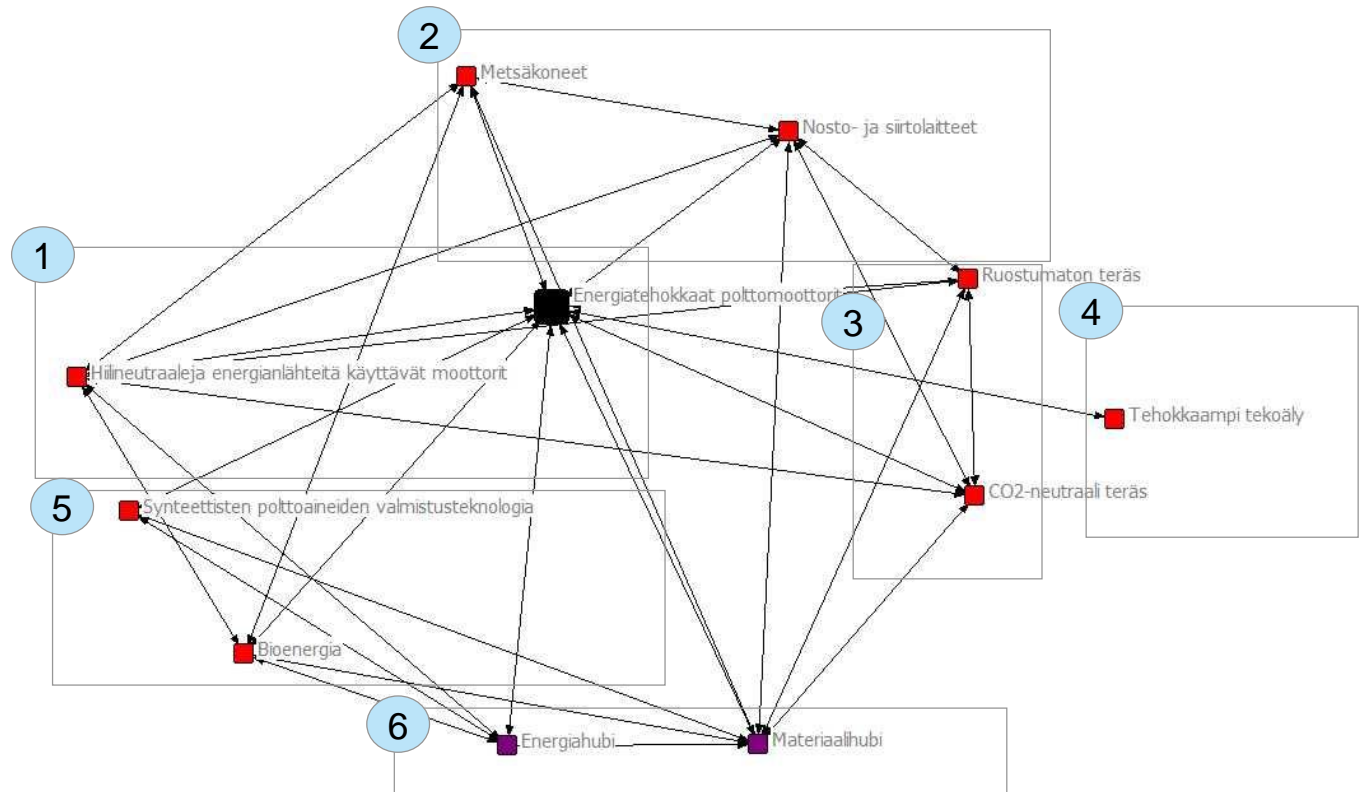 2
Metsäkoneet
Nosto- ja siirtolaitteet
1
Energiatehokkaat polttomoottorit
Ruostumaton teräs
3
4
Hiilineutraaleja energianlähteitä käyttävät moottorit
Tehokkaampi tekoäly
5
Synteettisten polttoaineiden valmistusteknologia
CO2-neutraali teräs
Bioenergia
6
Energiahubi
Materiaalihubi